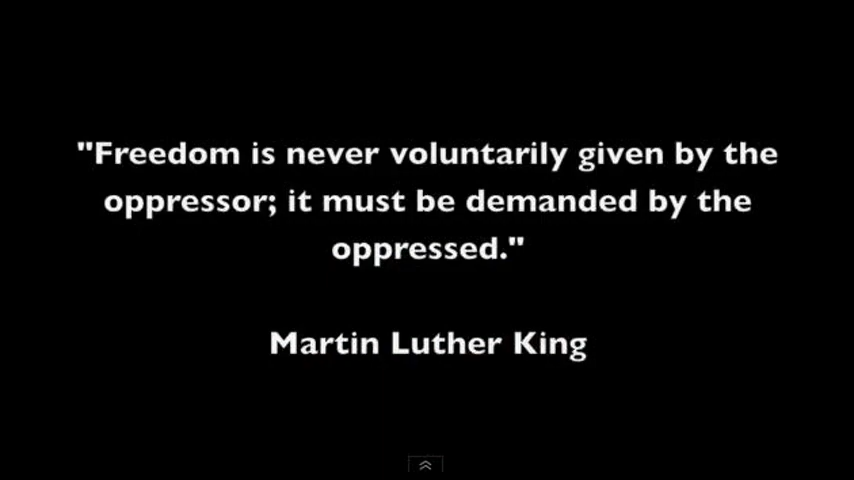 "Freedom is never voluntarily given by the
oppressor; it must be demanded by the
oppressed."
Martin Luther King